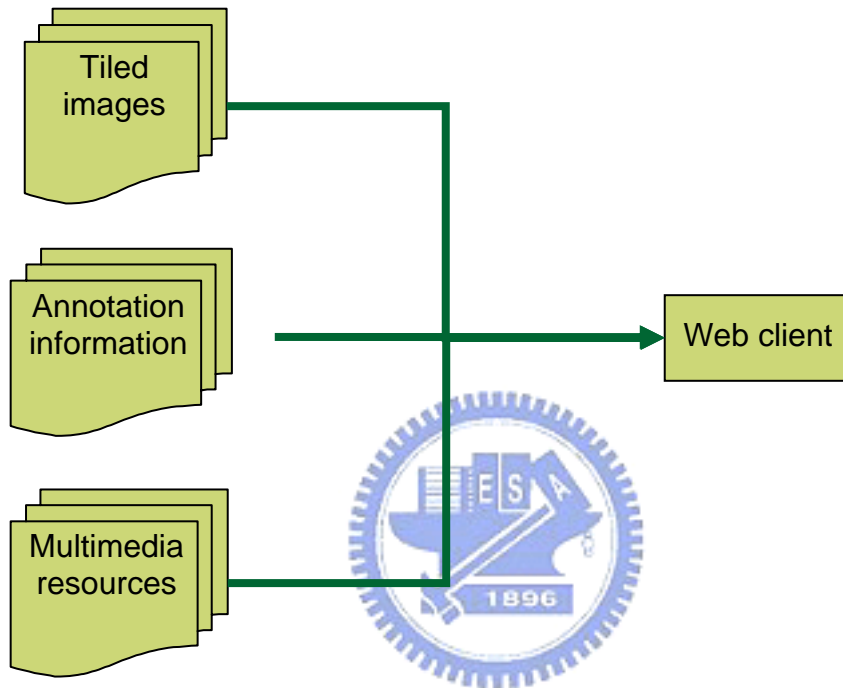 Tiled
images
Annotation
information
Web client
Multimedia
resources
E S A
1896